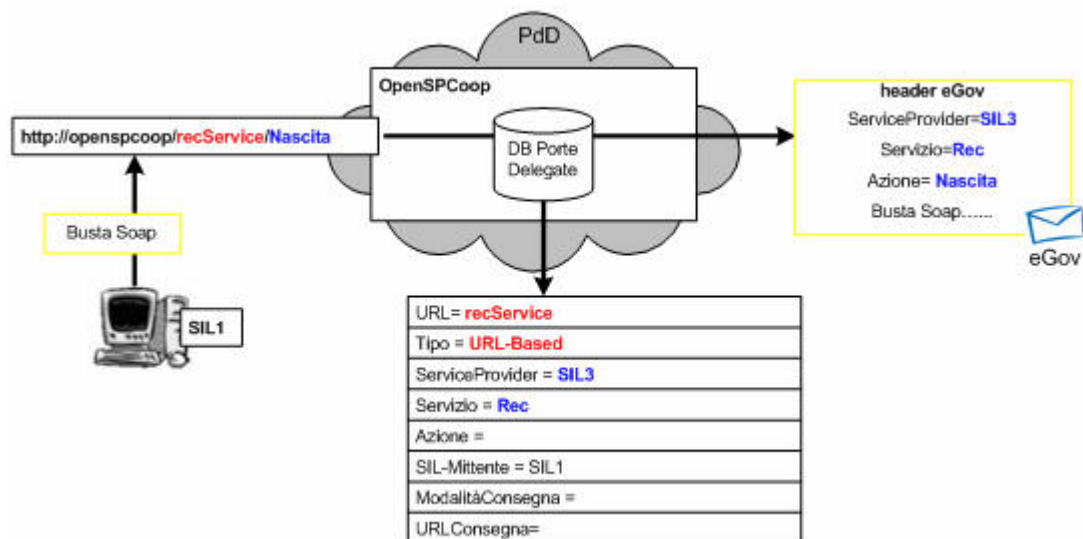 PdD
OpenSPCoop
http://openspcoop/recService/Nascita
DB Porte
Delegate
header eGov
ServiceProvider=SIL3
Servizio=Rec
Azione= Nascita
Busta Soap......
eGov
Busta Soap
SIL1
URL= recService
Tipo = URL-Based
ServiceProvider = SIL3
Servizio = Rec
Azione =
SIL-Mittente = SIL1
ModalitàConsegna =
URLConsegna=